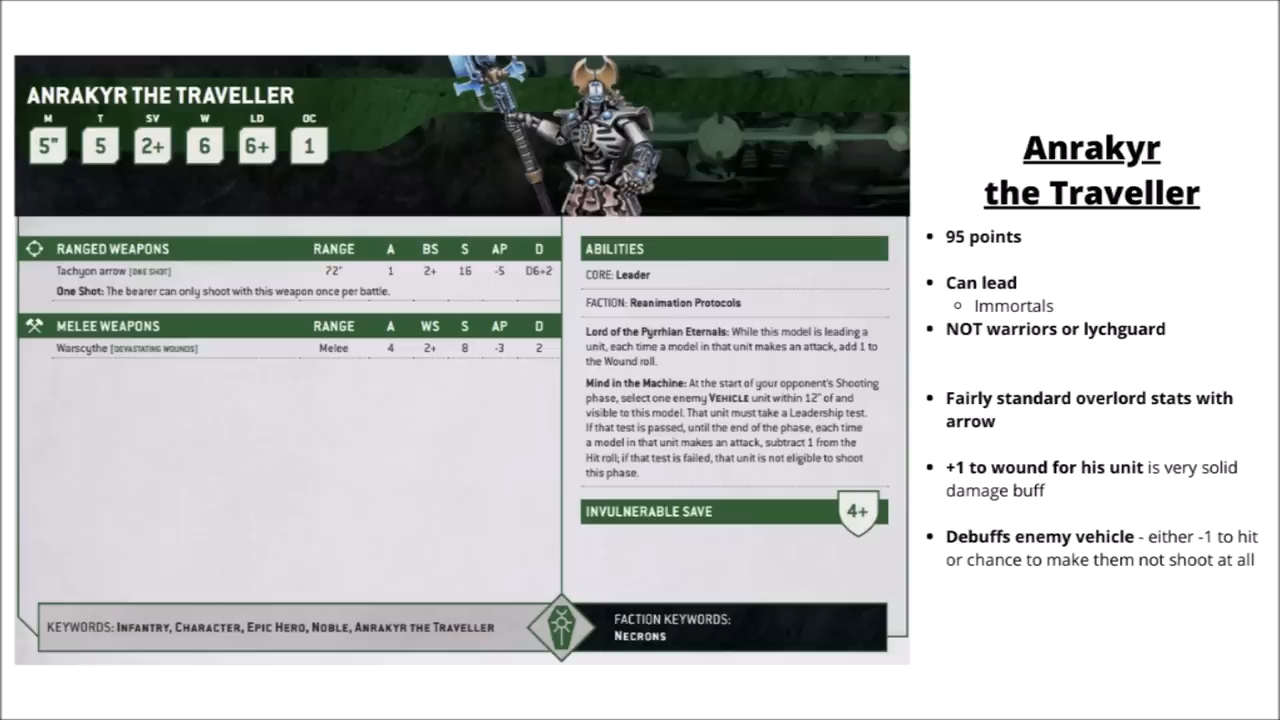 ANRAKYR THE TRAVELLER
M T SV W LD OC
5" 5 2+ 6 6+ 1
RANGED WEAPONS RANGE A BS S AP D
Tachyon arrow [ONE SHOT] 72" 1 2+ 16 -5 D6+2
One Shot: The bearer can only shoot with this weapon once per battle.
MELEE WEAPONS RANGE A WS S AP D
Warscythe [DEVASTATING WOUNDS] Melee 4 2+ 8 -3 2
ABILITIES
CORE: Leader
FACTION: Reanimation Protocols
Lord of the Pyrrhian Eternals: While this model is leading a
unit, each time a model in that unit makes an attack, add 1 to
the Wound roll.
Mind in the Machine: At the start of your opponent's Shooting
phase, select one enemy VEHICLE unit within 12" of and
visible to this model. That unit must take a Leadership test.
If that test is passed, until the end of the phase, each time
a model in that unit makes an attack, subtract 1 from the
Hit roll; if that test is failed, that unit is not eligible to shoot
this phase.
INVULNERABLE SAVE 4+
KEYWORDS: INFANTRY, CHARACTER, EPIC HERO, NOBLE, ANRAKYR THE TRAVELLER
FACTION KEYWORDS:
NECRONS
Anrakyr
the Traveller
• 95 points
• Can lead
○ Immortals
• NOT warriors or lychguard
• Fairly standard overlord stats with
arrow
• +1 to wound for his unit is very solid
damage buff
• Debuffs enemy vehicle - either -1 to hit
or chance to make them not shoot at all